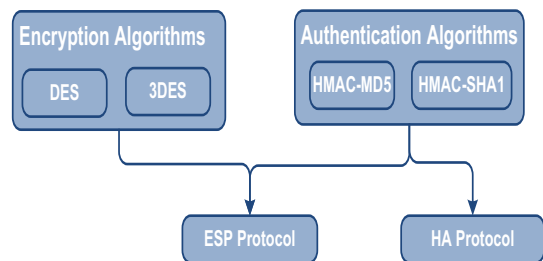 Encryption Algorithms
DES
3DES
Authentication Algorithms
HMAC-MD5
HMAC-SHA1
ESP Protocol
HA Protocol